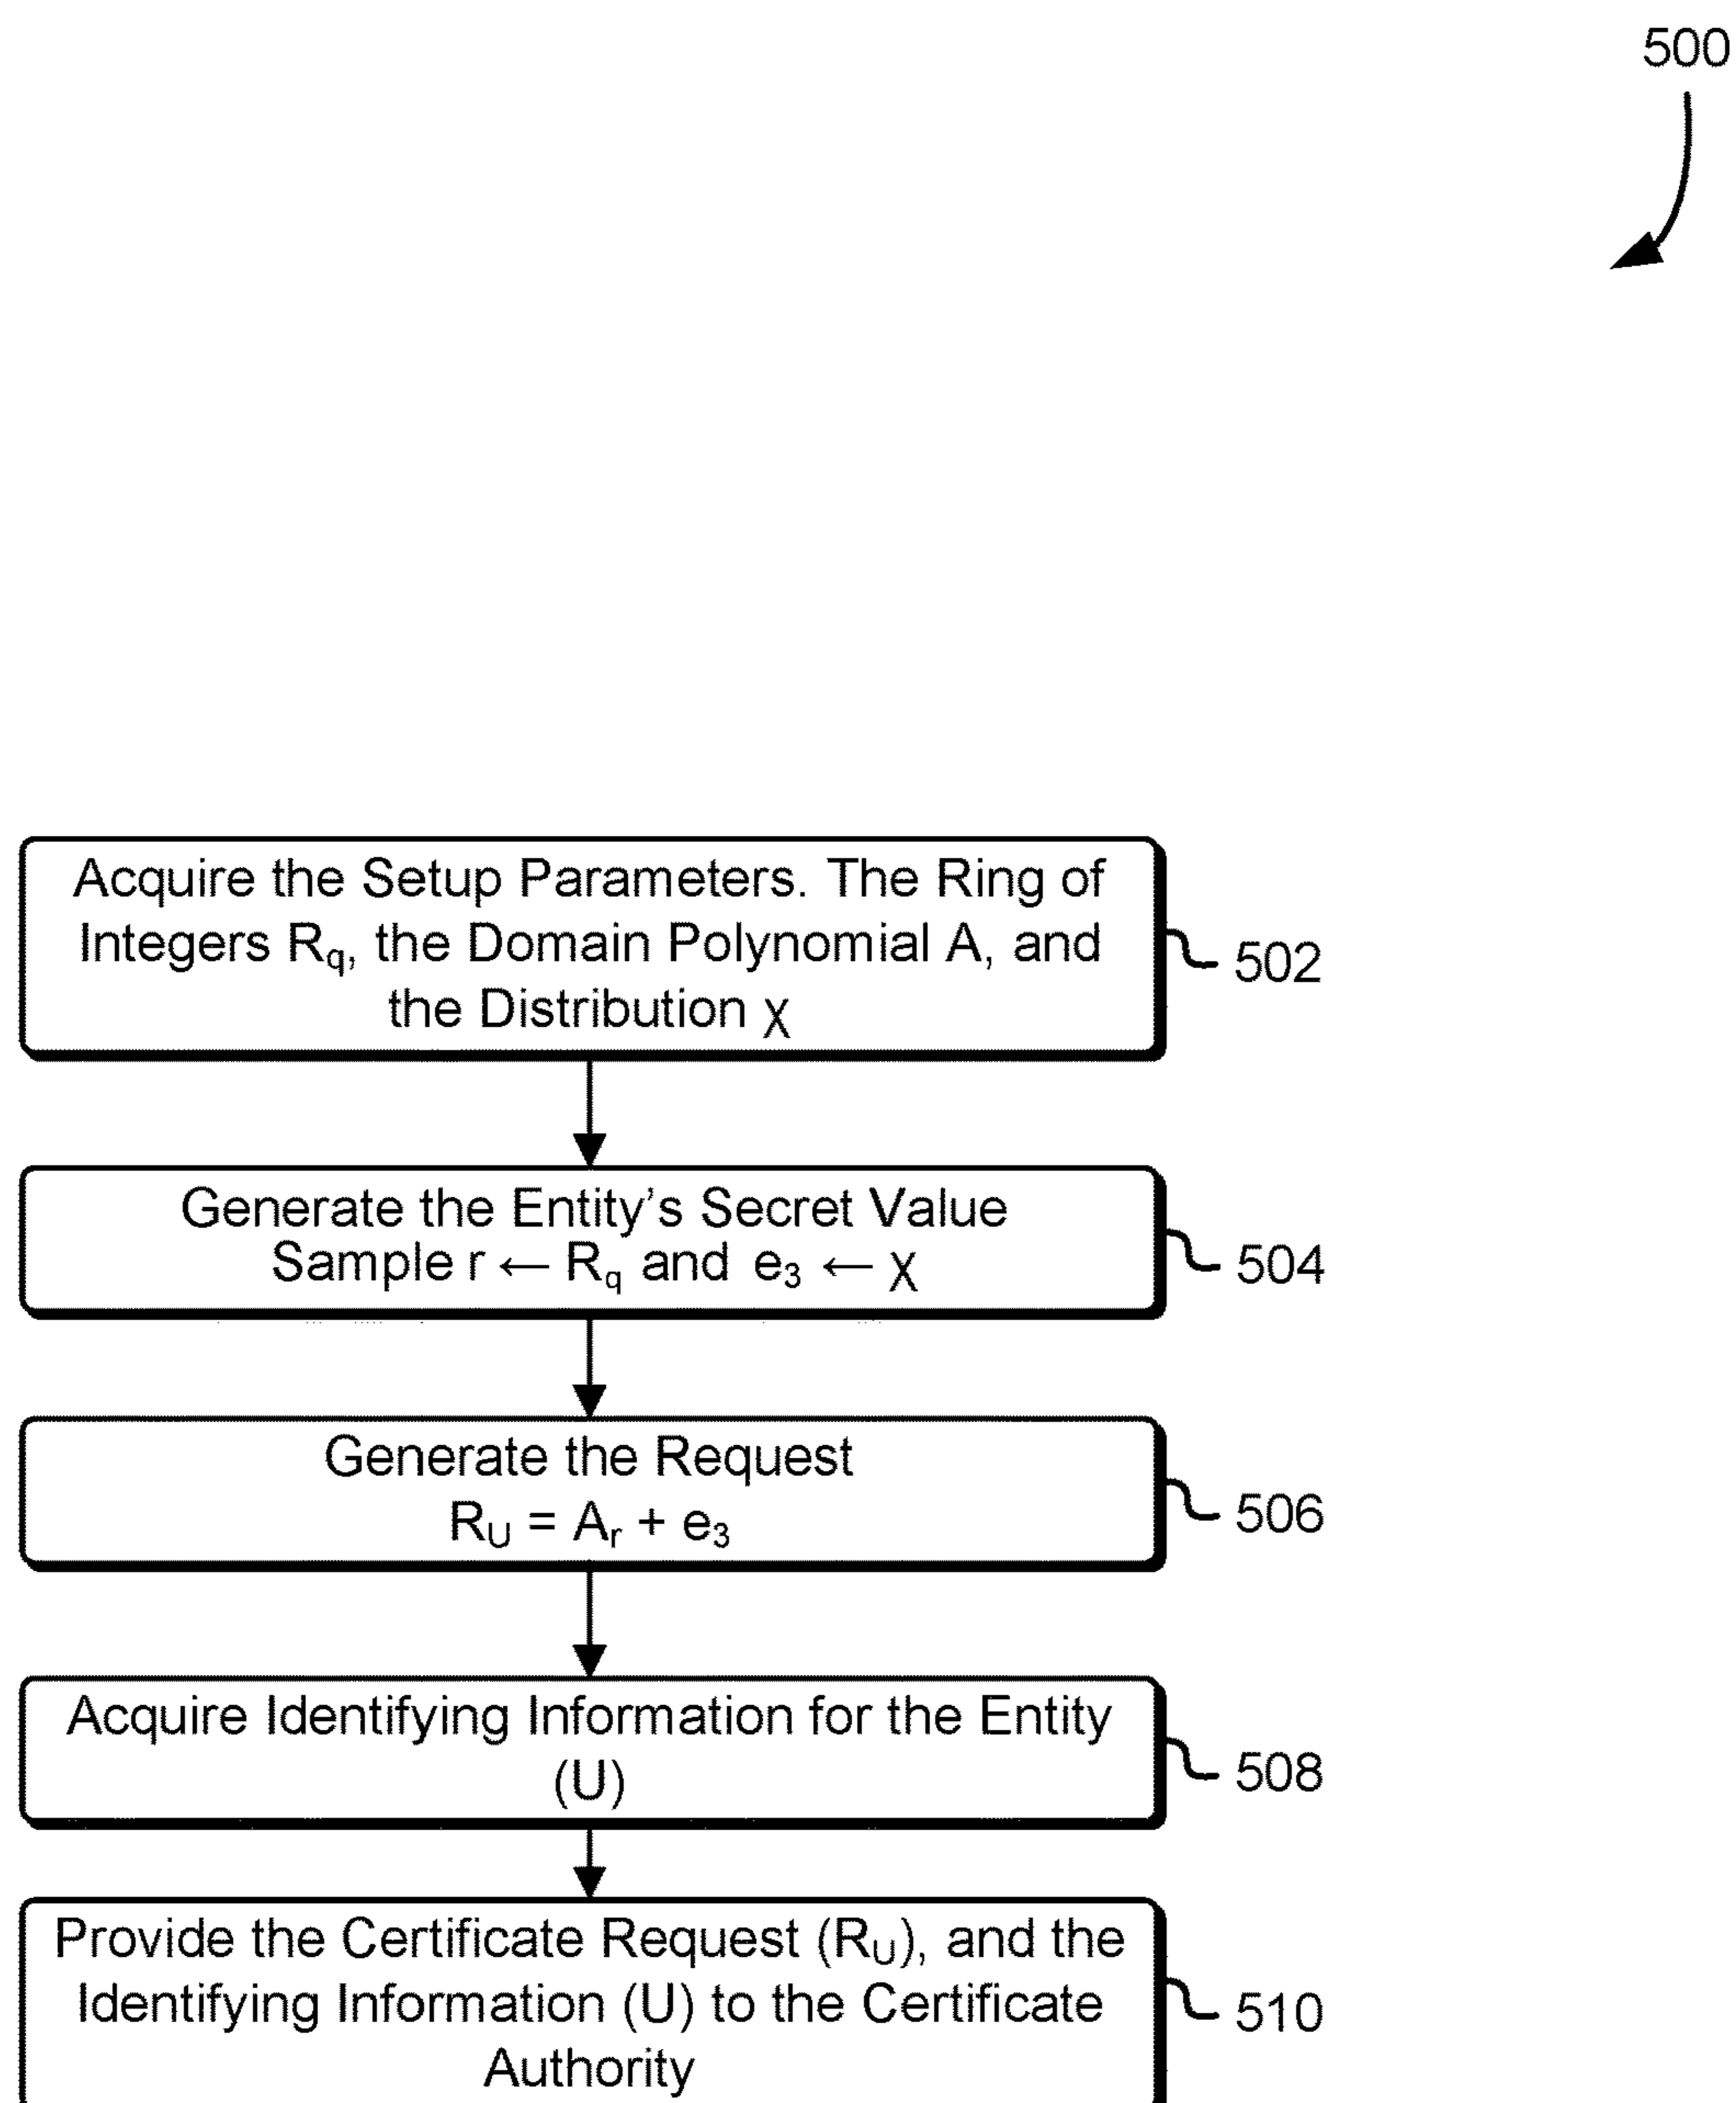 500
Acquire the Setup Parameters. The Ring of
Integers Rq, the Domain Polynomial A, and
the Distribution χ
502
Generate the Entity’s Secret Value
Sample r ← Rq and e3 ← χ
504
Generate the Request
RU = Ar + e3
506
Acquire Identifying Information for the Entity
(U)
508
Provide the Certificate Request (RU), and the
Identifying Information (U) to the Certificate
Authority
510